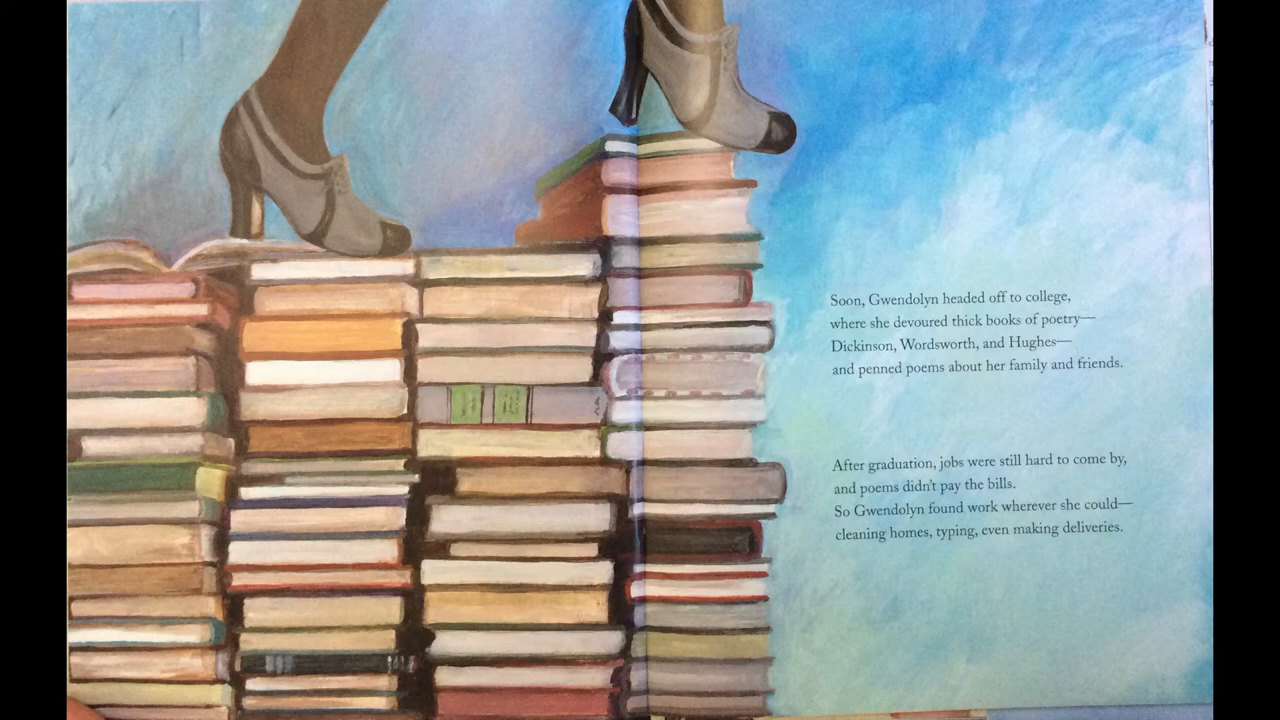 Soon, Gwendolyn headed off to college,
where she devoured thick books of poetry—
Dickinson, Wordsworth, and Hughes—
and penned poems about her family and friends.
After graduation, jobs were still hard to come by,
and poems didn't pay the bills.
So Gwendolyn found work wherever she could—
cleaning homes, typing, even making deliveries.